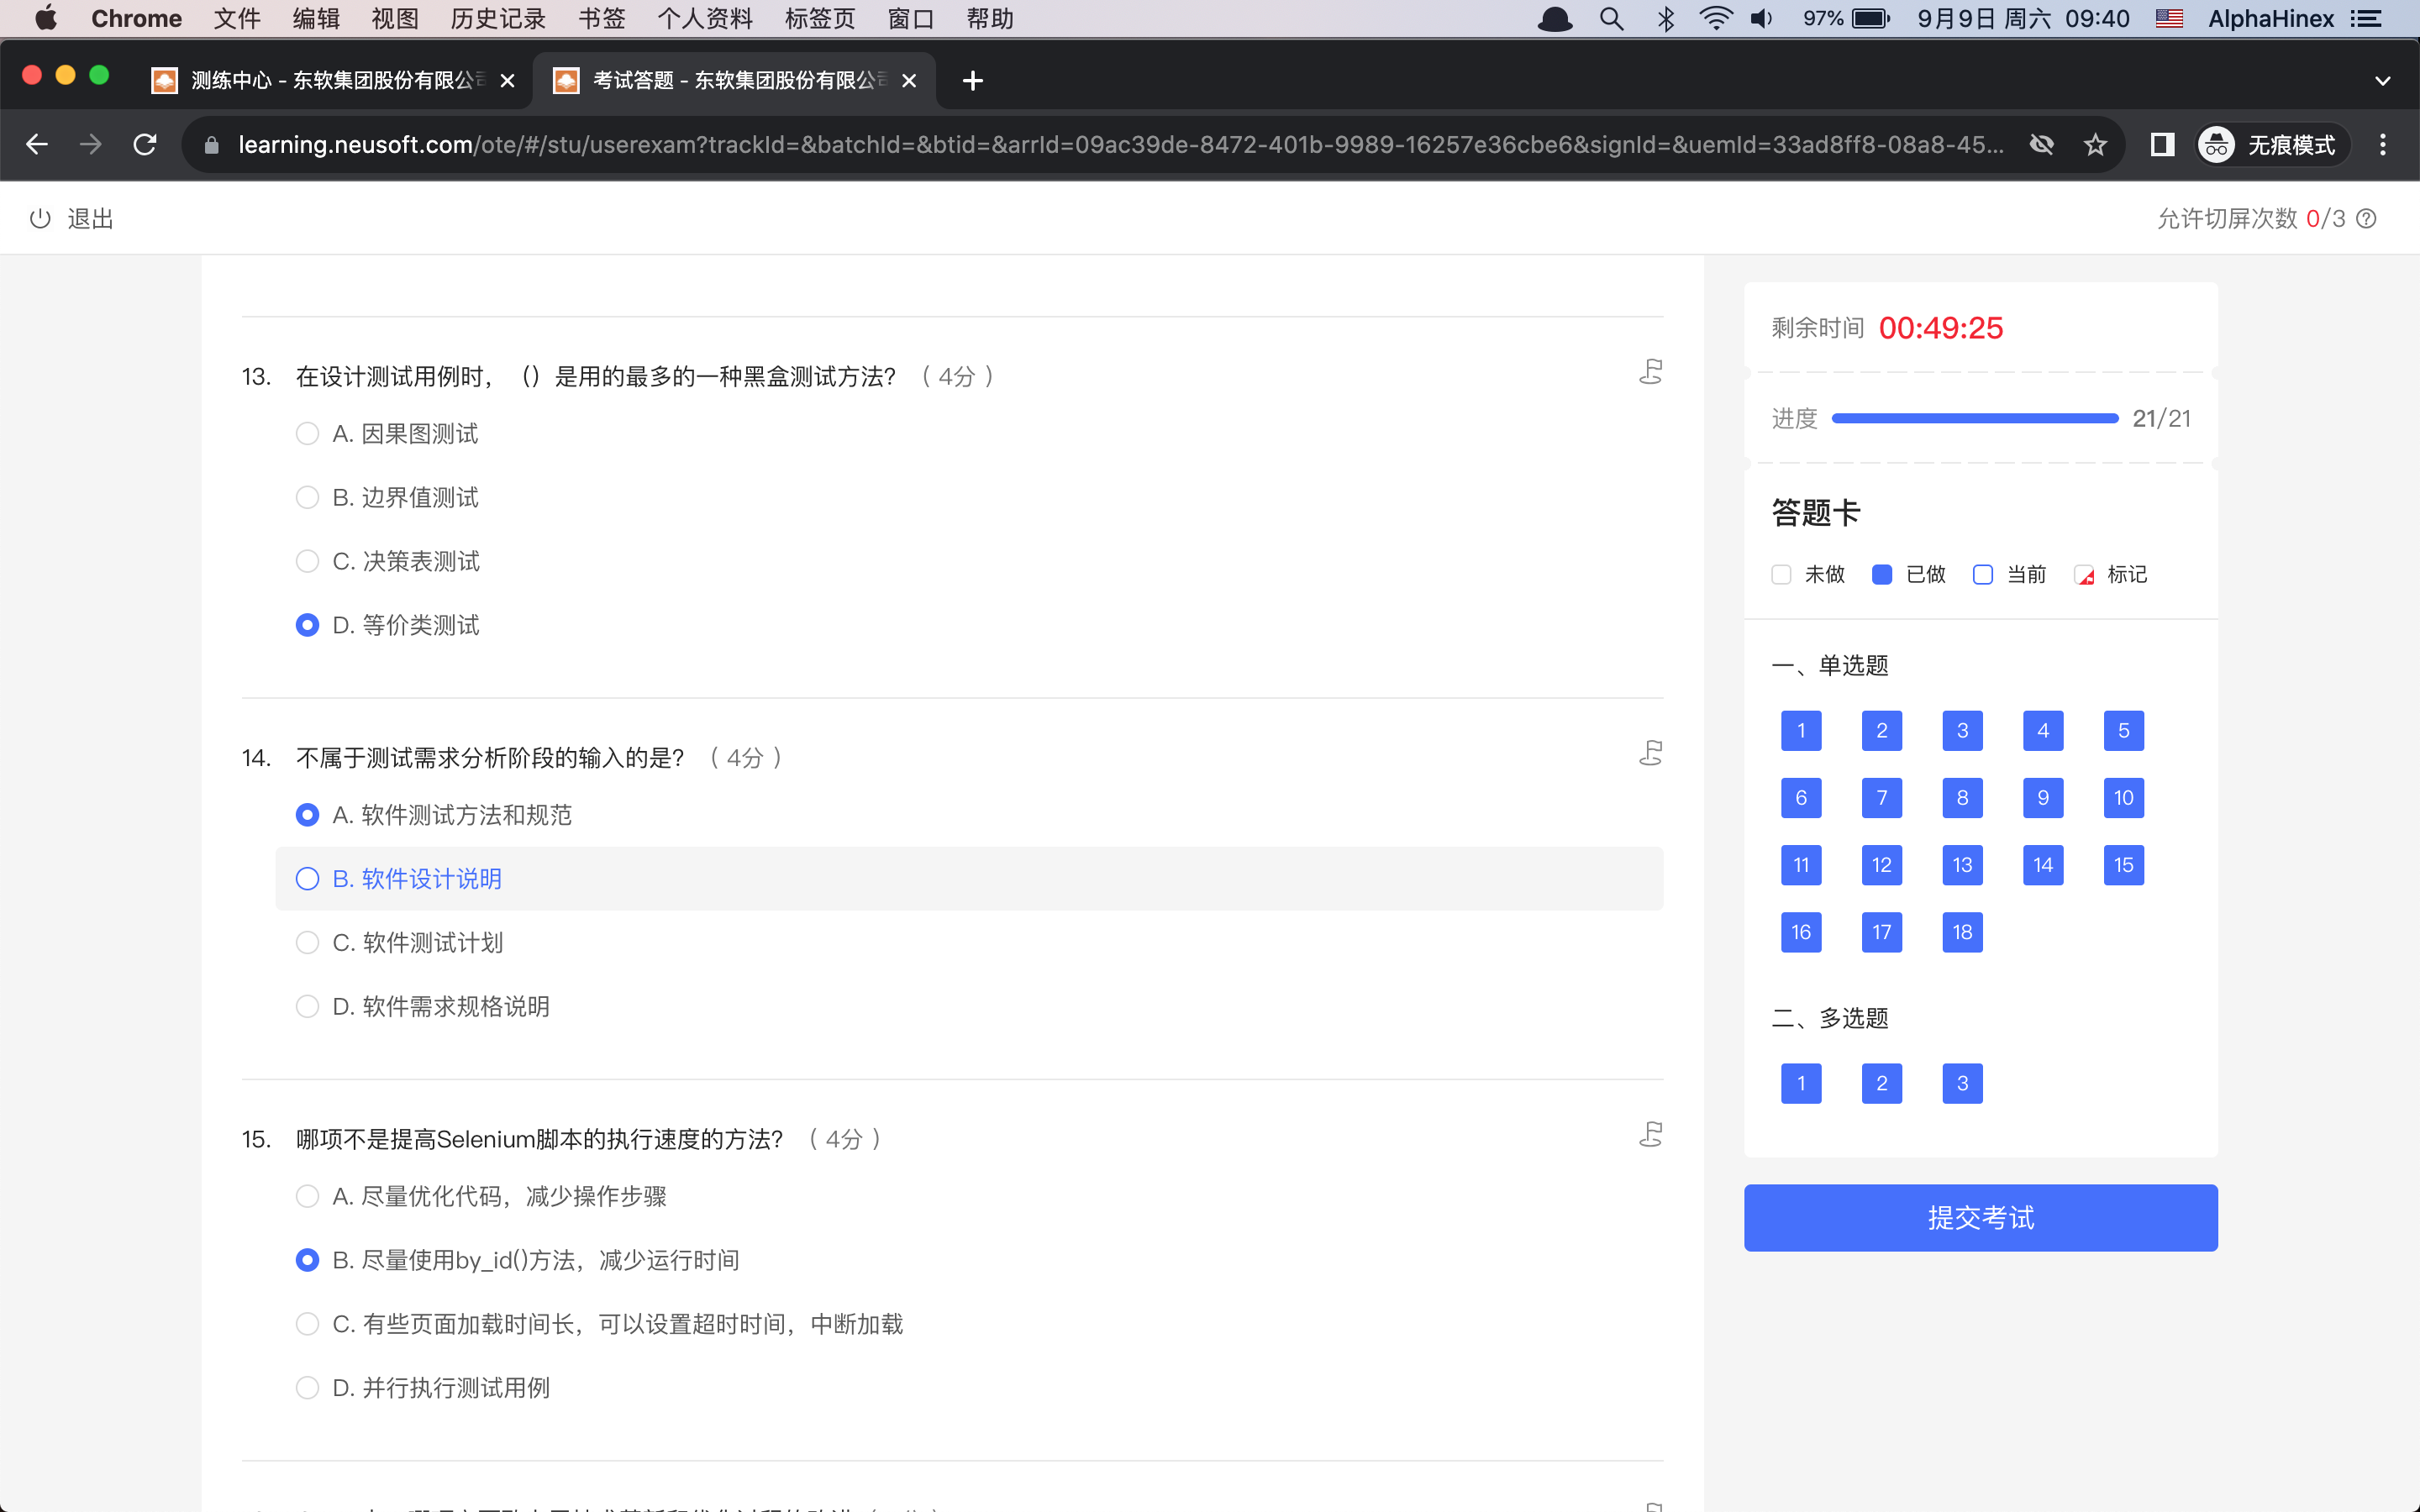 Chrome 文件 编辑 视图 历史记录 书签 个人资料 标签页 窗口 帮助 97% 9月9日 周六 09:40 AlphaHinex
测练中心 - 东软集团股份有限公司 考试答题 - 东软集团股份有限公司
learning.neusoft.com/ote/#/stu/userexam?trackId=&batchId=&btid=&arrId=09ac39de-8472-401b-9989-16257e36cbe6&signId=&uemId=33ad8ff8-08a8-45... 无痕模式
退出 允许切屏次数 0/3
13. 在设计测试用例时，（）是用的最多的一种黑盒测试方法? （ 4分 ）
A. 因果图测试
B. 边界值测试
C. 决策表测试
D. 等价类测试
14. 不属于测试需求分析阶段的输入的是? （ 4分 ）
A. 软件测试方法和规范
B. 软件设计说明
C. 软件测试计划
D. 软件需求规格说明
15. 哪项不是提高Selenium脚本的执行速度的方法? （ 4分 ）
A. 尽量优化代码，减少操作步骤
B. 尽量使用by_id()方法，减少运行时间
C. 有些页面加载时间长，可以设置超时时间，中断加载
D. 并行执行测试用例
剩余时间 00:49:25
进度 21/21
答题卡
未做 已做 当前 标记
一、单选题
1 2 3 4 5
6 7 8 9 10
11 12 13 14 15
16 17 18
二、多选题
1 2 3
提交考试